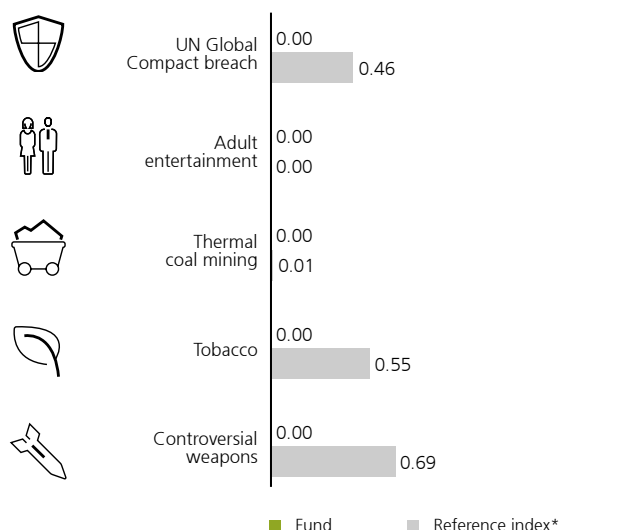 UN Global
Compact breach
0.00
0.46
Adult
entertainment
0.00
0.00
Thermal
coal mining
0.00
0.01
Tobacco
0.00
0.55
Controversial
weapons
0.00
0.69
Fund Reference index*